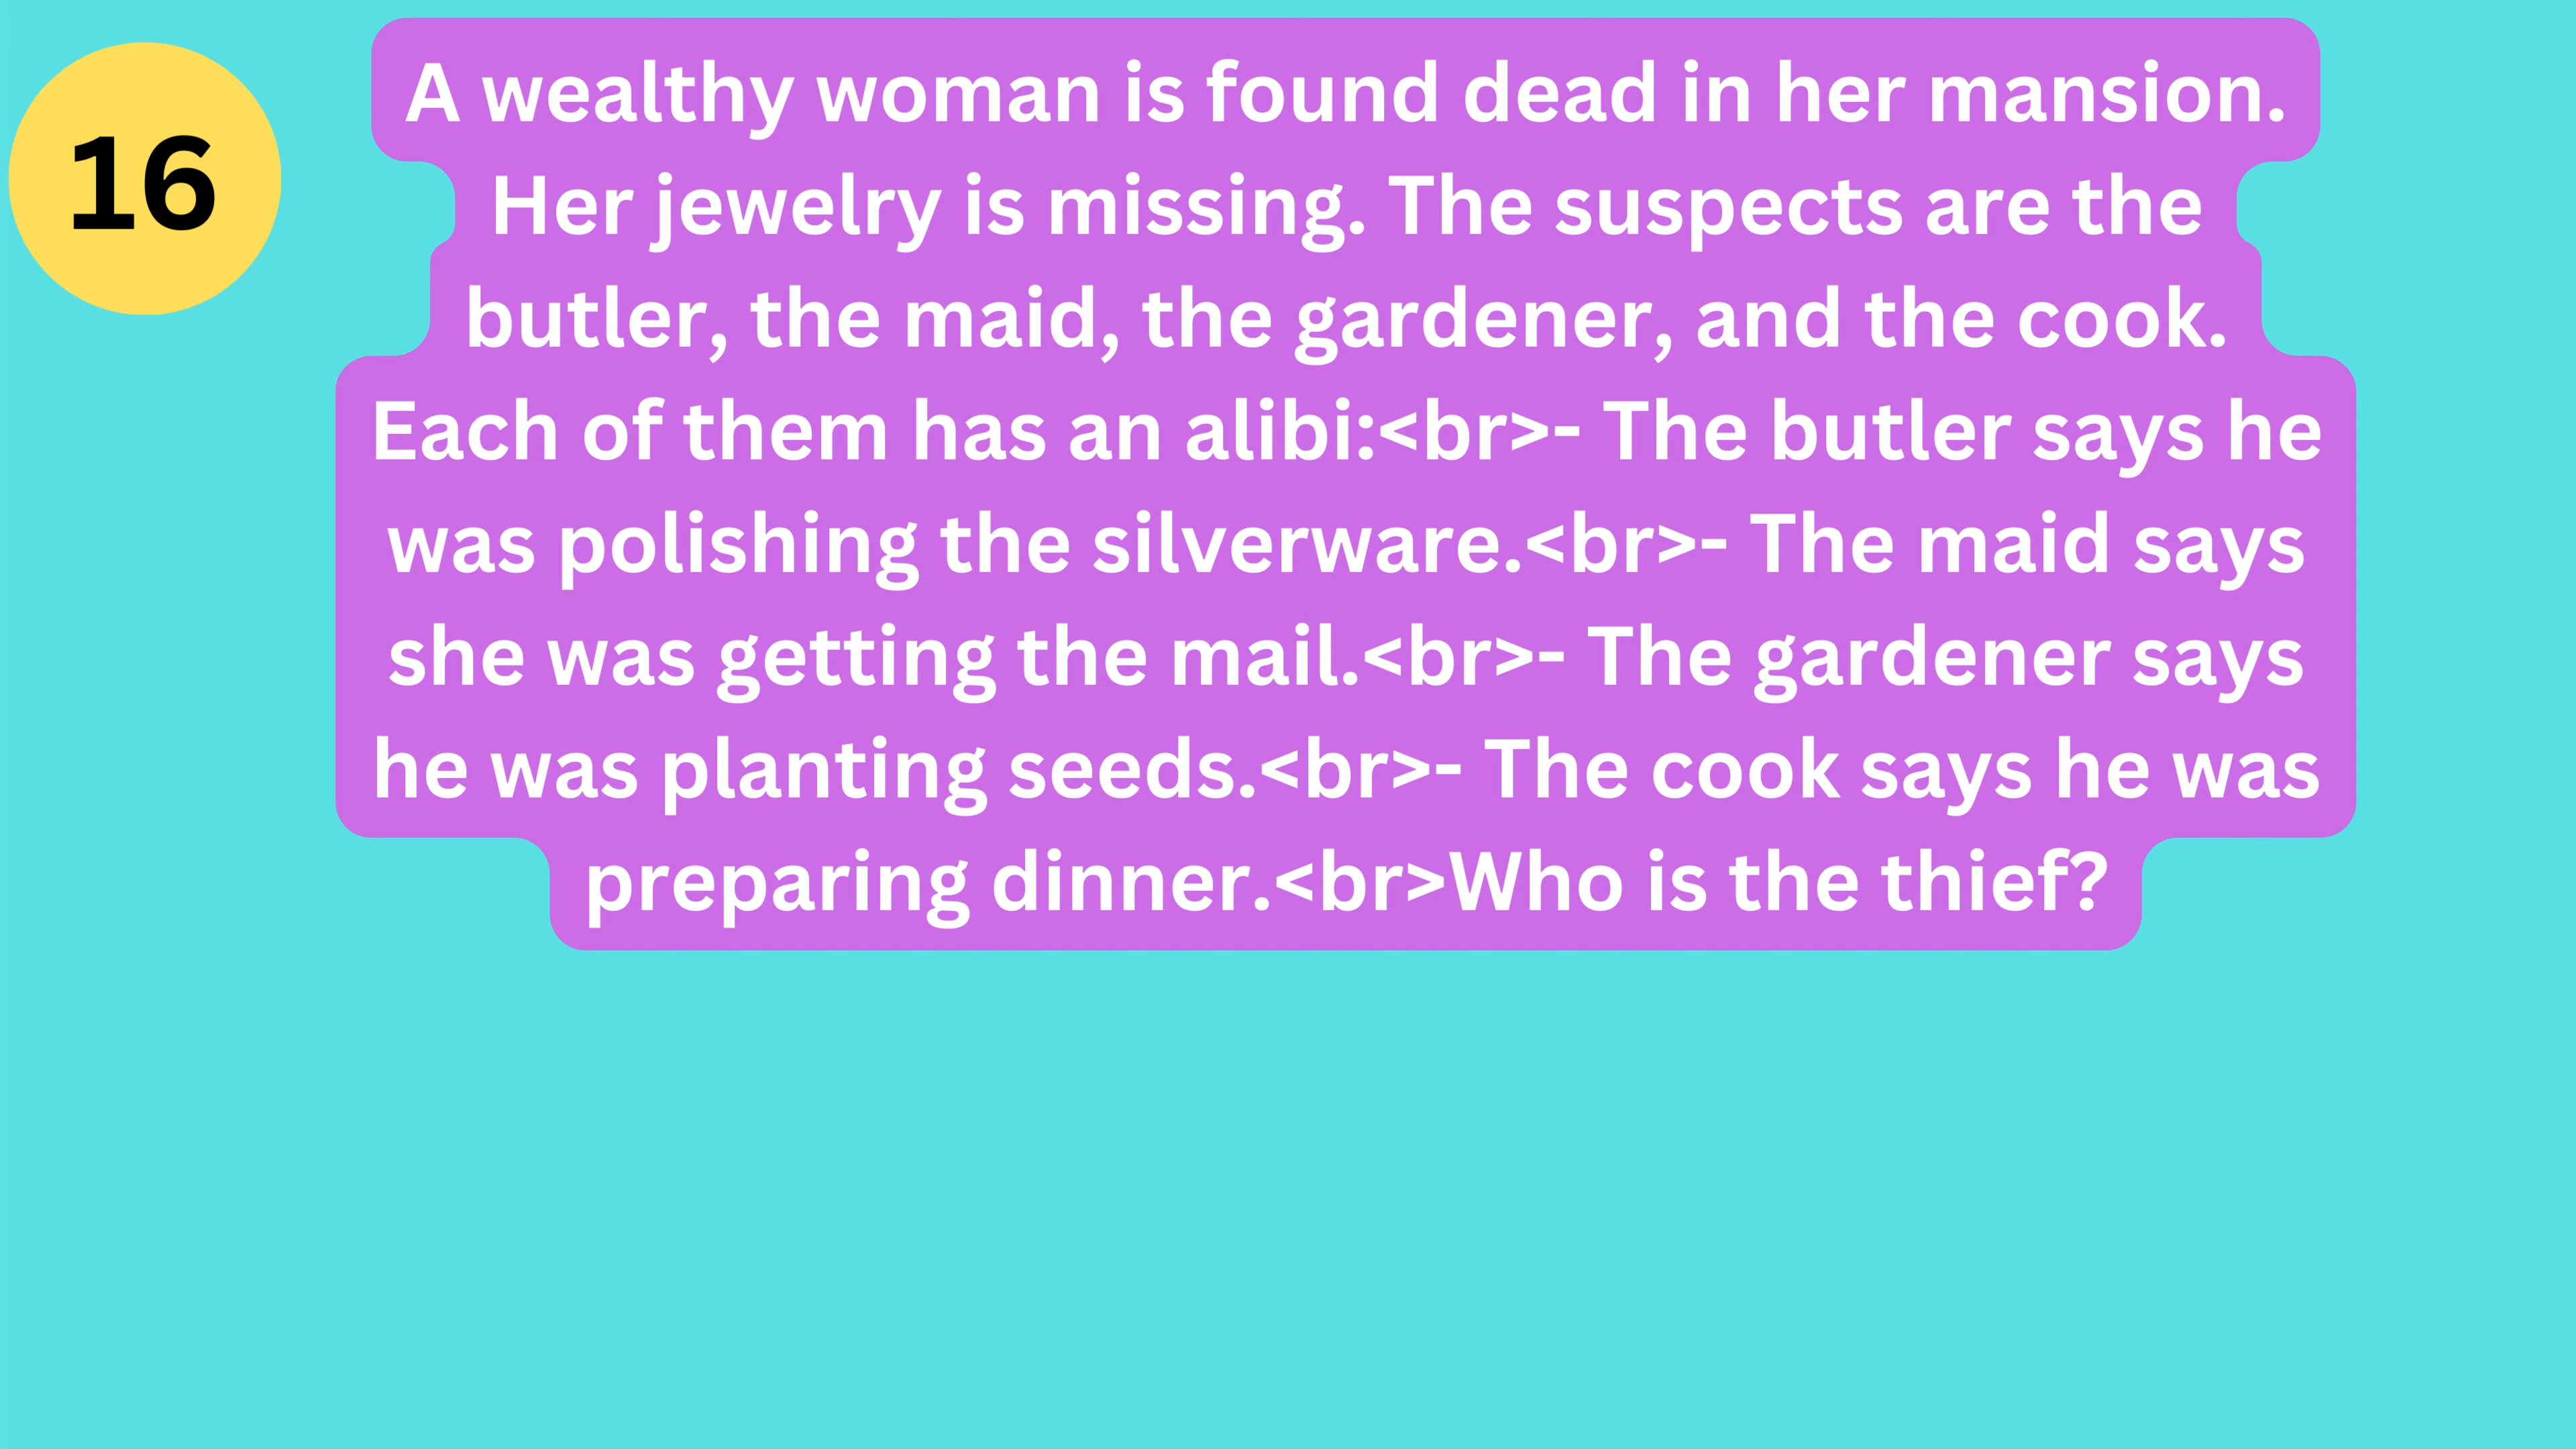 16
A wealthy woman is found dead in her mansion.
Her jewelry is missing. The suspects are the
butler, the maid, the gardener, and the cook.
Each of them has an alibi:<br>- The butler says he
was polishing the silverware.<br>- The maid says
she was getting the mail.<br>- The gardener says
he was planting seeds.<br>- The cook says he was
preparing dinner.<br>Who is the thief?